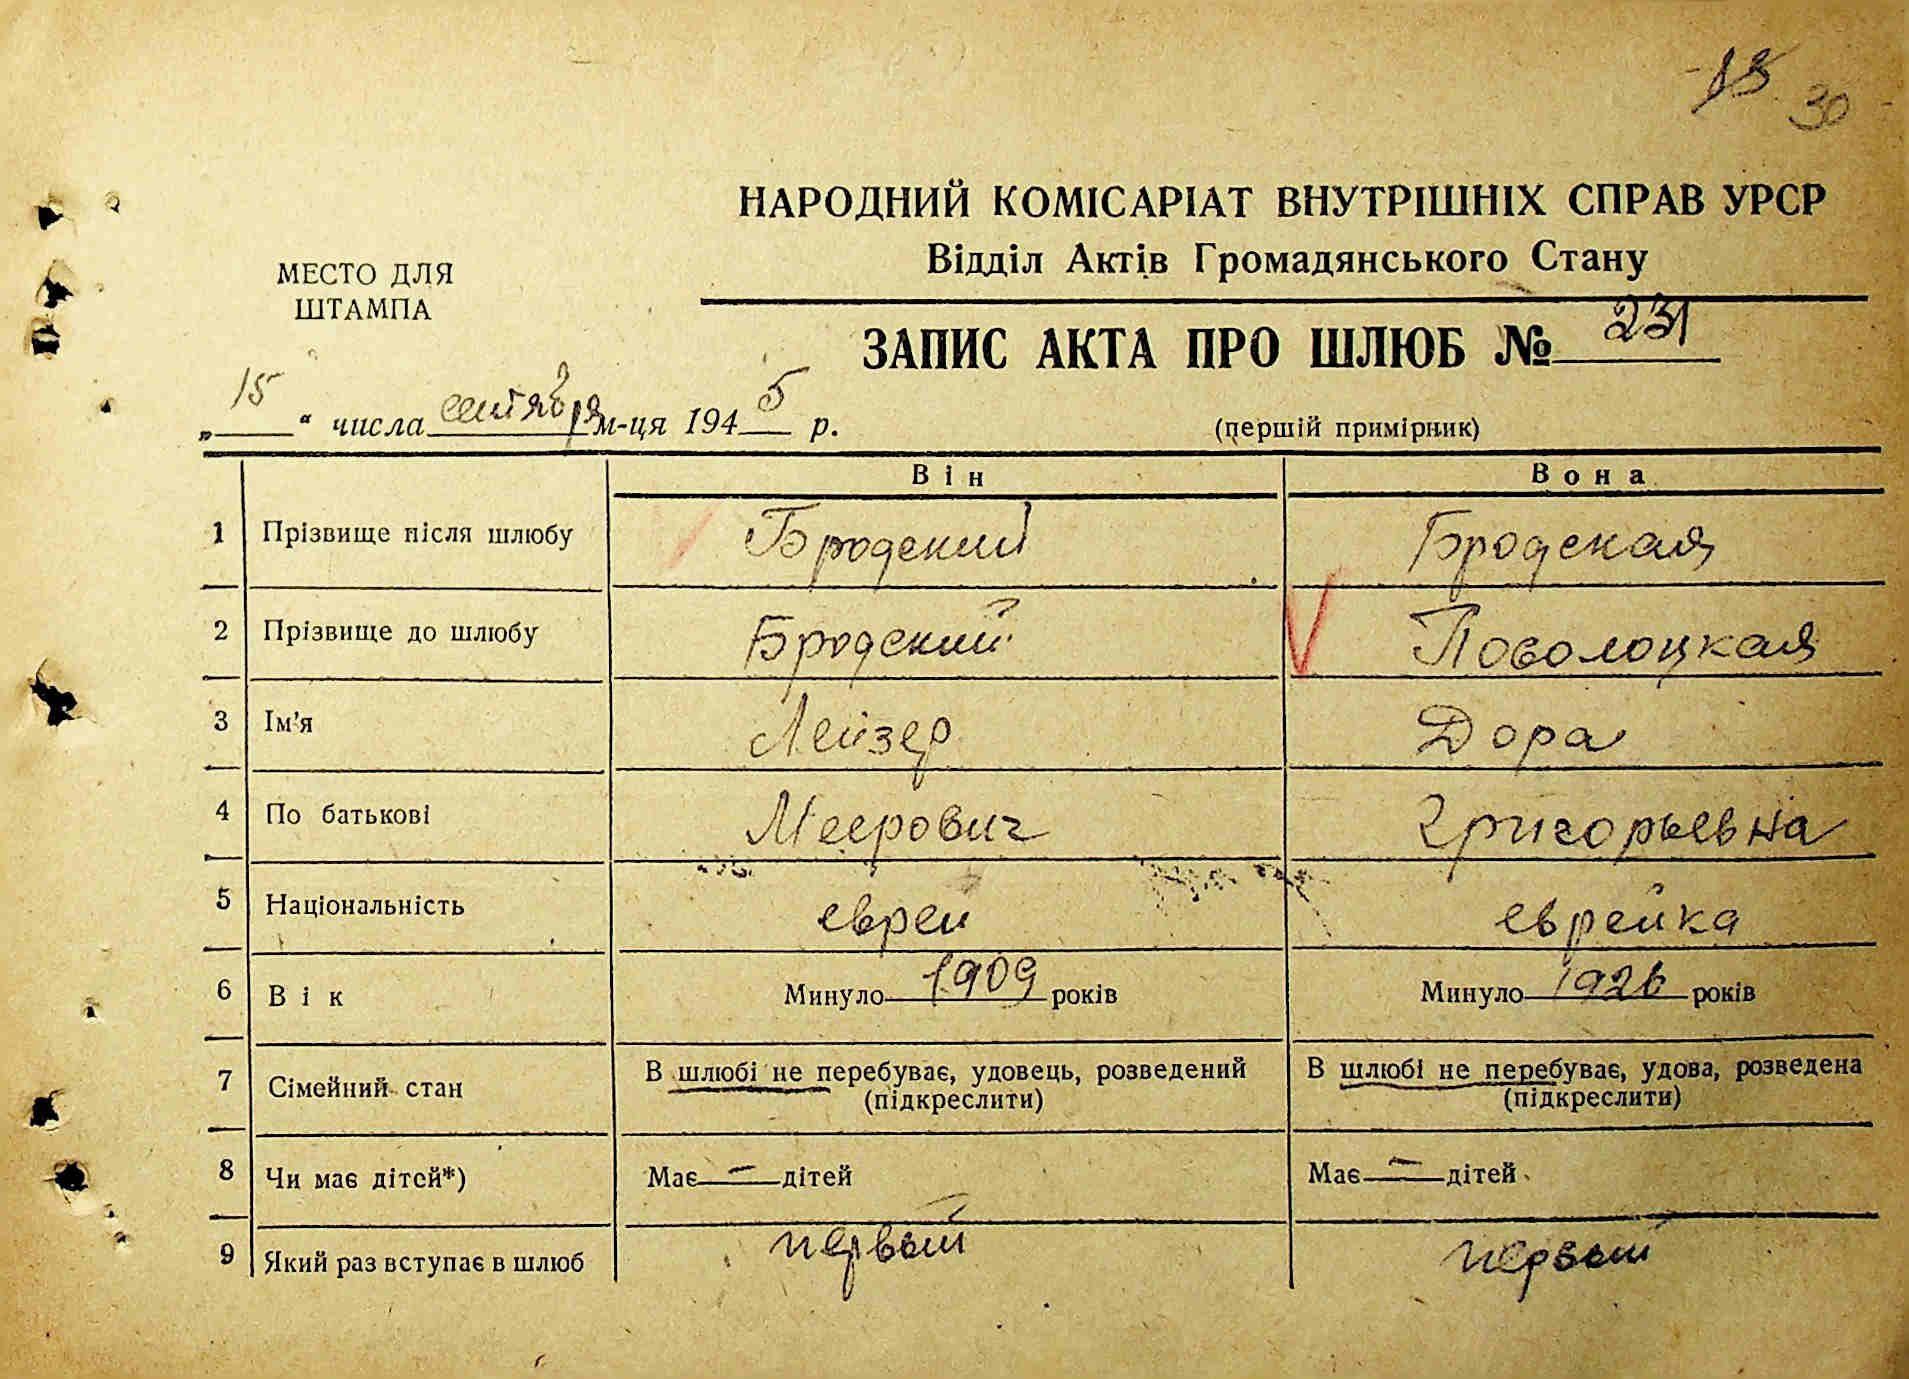 18 30
НАРОДНИЙ КОМІСАРІАТ ВНУТРІШНІХ СПРАВ УРСР
Відділ Актів Громадянського Стану
МЕСТО ДЛЯ
ШТАМПА
ЗАПИС АКТА ПРО ШЛЮБ № 231
„ 15 “ числа сентября м-ця 1945 р.
(перший примірник)
Він Вона
1 Прізвище після шлюбу Бродский Бродская
2 Прізвище до шлюбу Бродский Поволоцкая
3 Ім'я Лейзер Дора
4 По батькові Меерович Григорьевна
5 Національність еврей еврейка
6 Вік Минуло 1909 років Минуло 1926 років
7 Сімейний стан В шлюбі не перебуває, удовець, розведений (підкреслити) В шлюбі не перебуває, удова, розведена (підкреслити)
8 Чи має дітей*) Має — дітей Має — дітей
9 Який раз вступає в шлюб первый первый